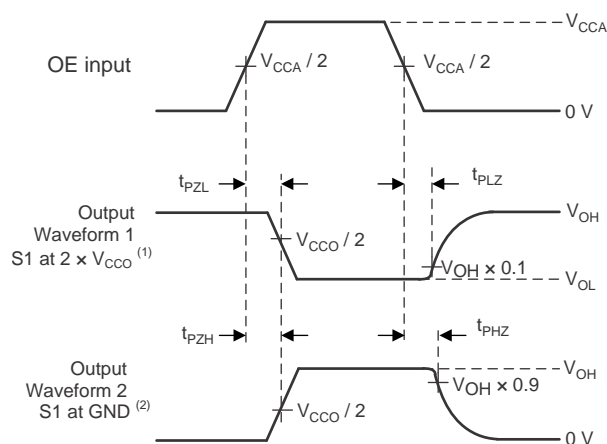 V_CCA
OE input
V_CCA / 2
V_CCA / 2
0 V
t_PZL
t_PLZ
Output
Waveform 1
S1 at 2 × V_CCO (1)
V_CCO / 2
V_OH
V_OH × 0.1
V_OL
t_PZH
t_PHZ
Output
Waveform 2
S1 at GND (2)
V_CCO / 2
V_OH
V_OH × 0.9
0 V